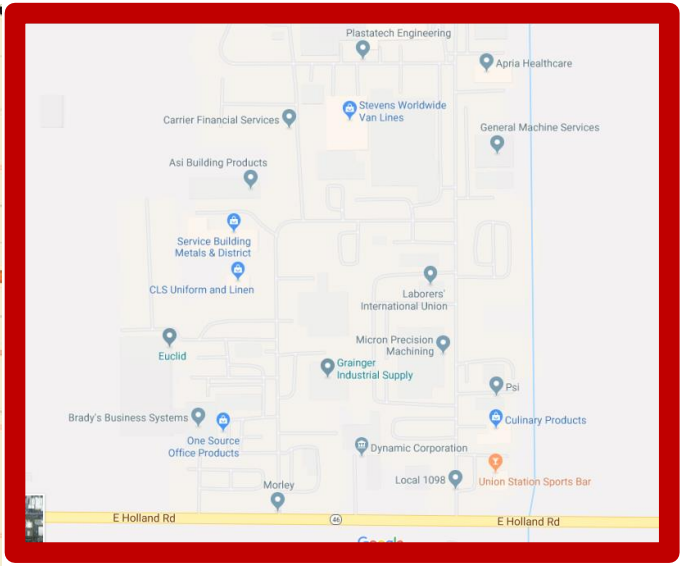 Plastatech Engineering
Apria Healthcare
Stevens Worldwide
Van Lines
Carrier Financial Services
General Machine Services
Asi Building Products
Service Building
Metals & District
CLS Uniform and Linen
Laborers'
International Union
Micron Precision
Machining
Euclid
Grainger
Industrial Supply
Psi
Brady's Business Systems
Culinary Products
One Source
Office Products
Dynamic Corporation
Local 1098
Union Station Sports Bar
Morley
E Holland Rd
46
E Holland Rd
Google